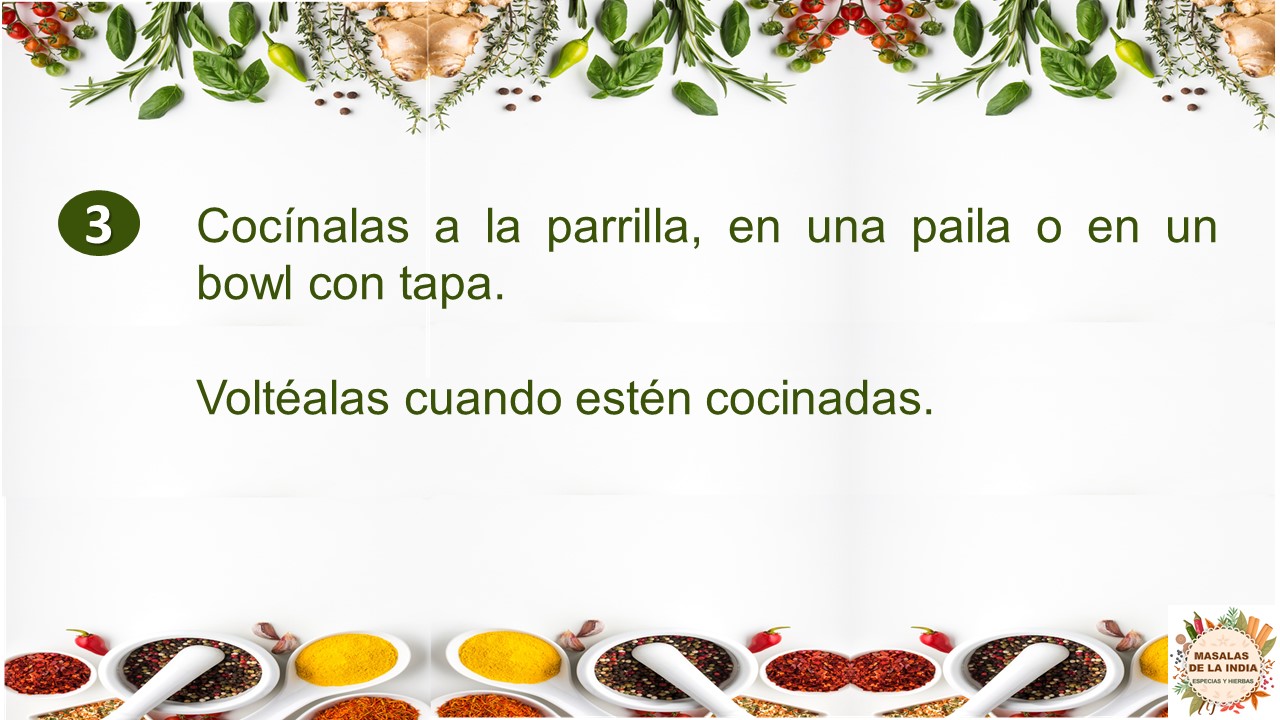 3
Cocínalas a la parrilla, en una paila o en un
bowl con tapa.
Voltéalas cuando estén cocinadas.
MASALAS
DE LA INDIA
ESPECIAS Y HIERBAS